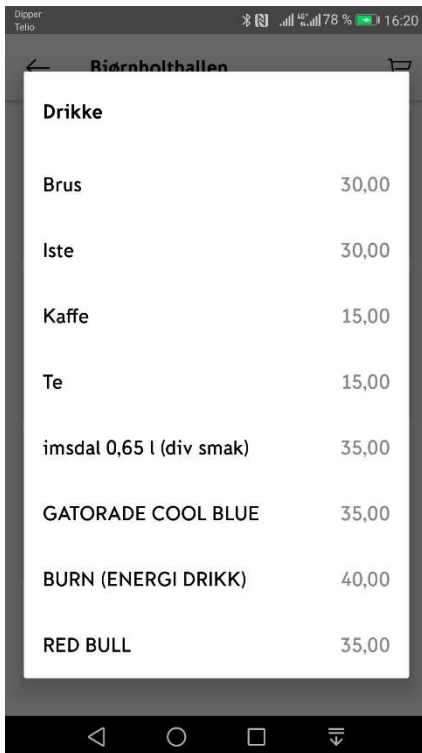 Dipper
Telio
78 % 16:20
Bjørnholthallen
Drikke
Brus 30,00
Iste 30,00
Kaffe 15,00
Te 15,00
imsdal 0,65 l (div smak) 35,00
GATORADE COOL BLUE 35,00
BURN (ENERGI DRIKK) 40,00
RED BULL 35,00